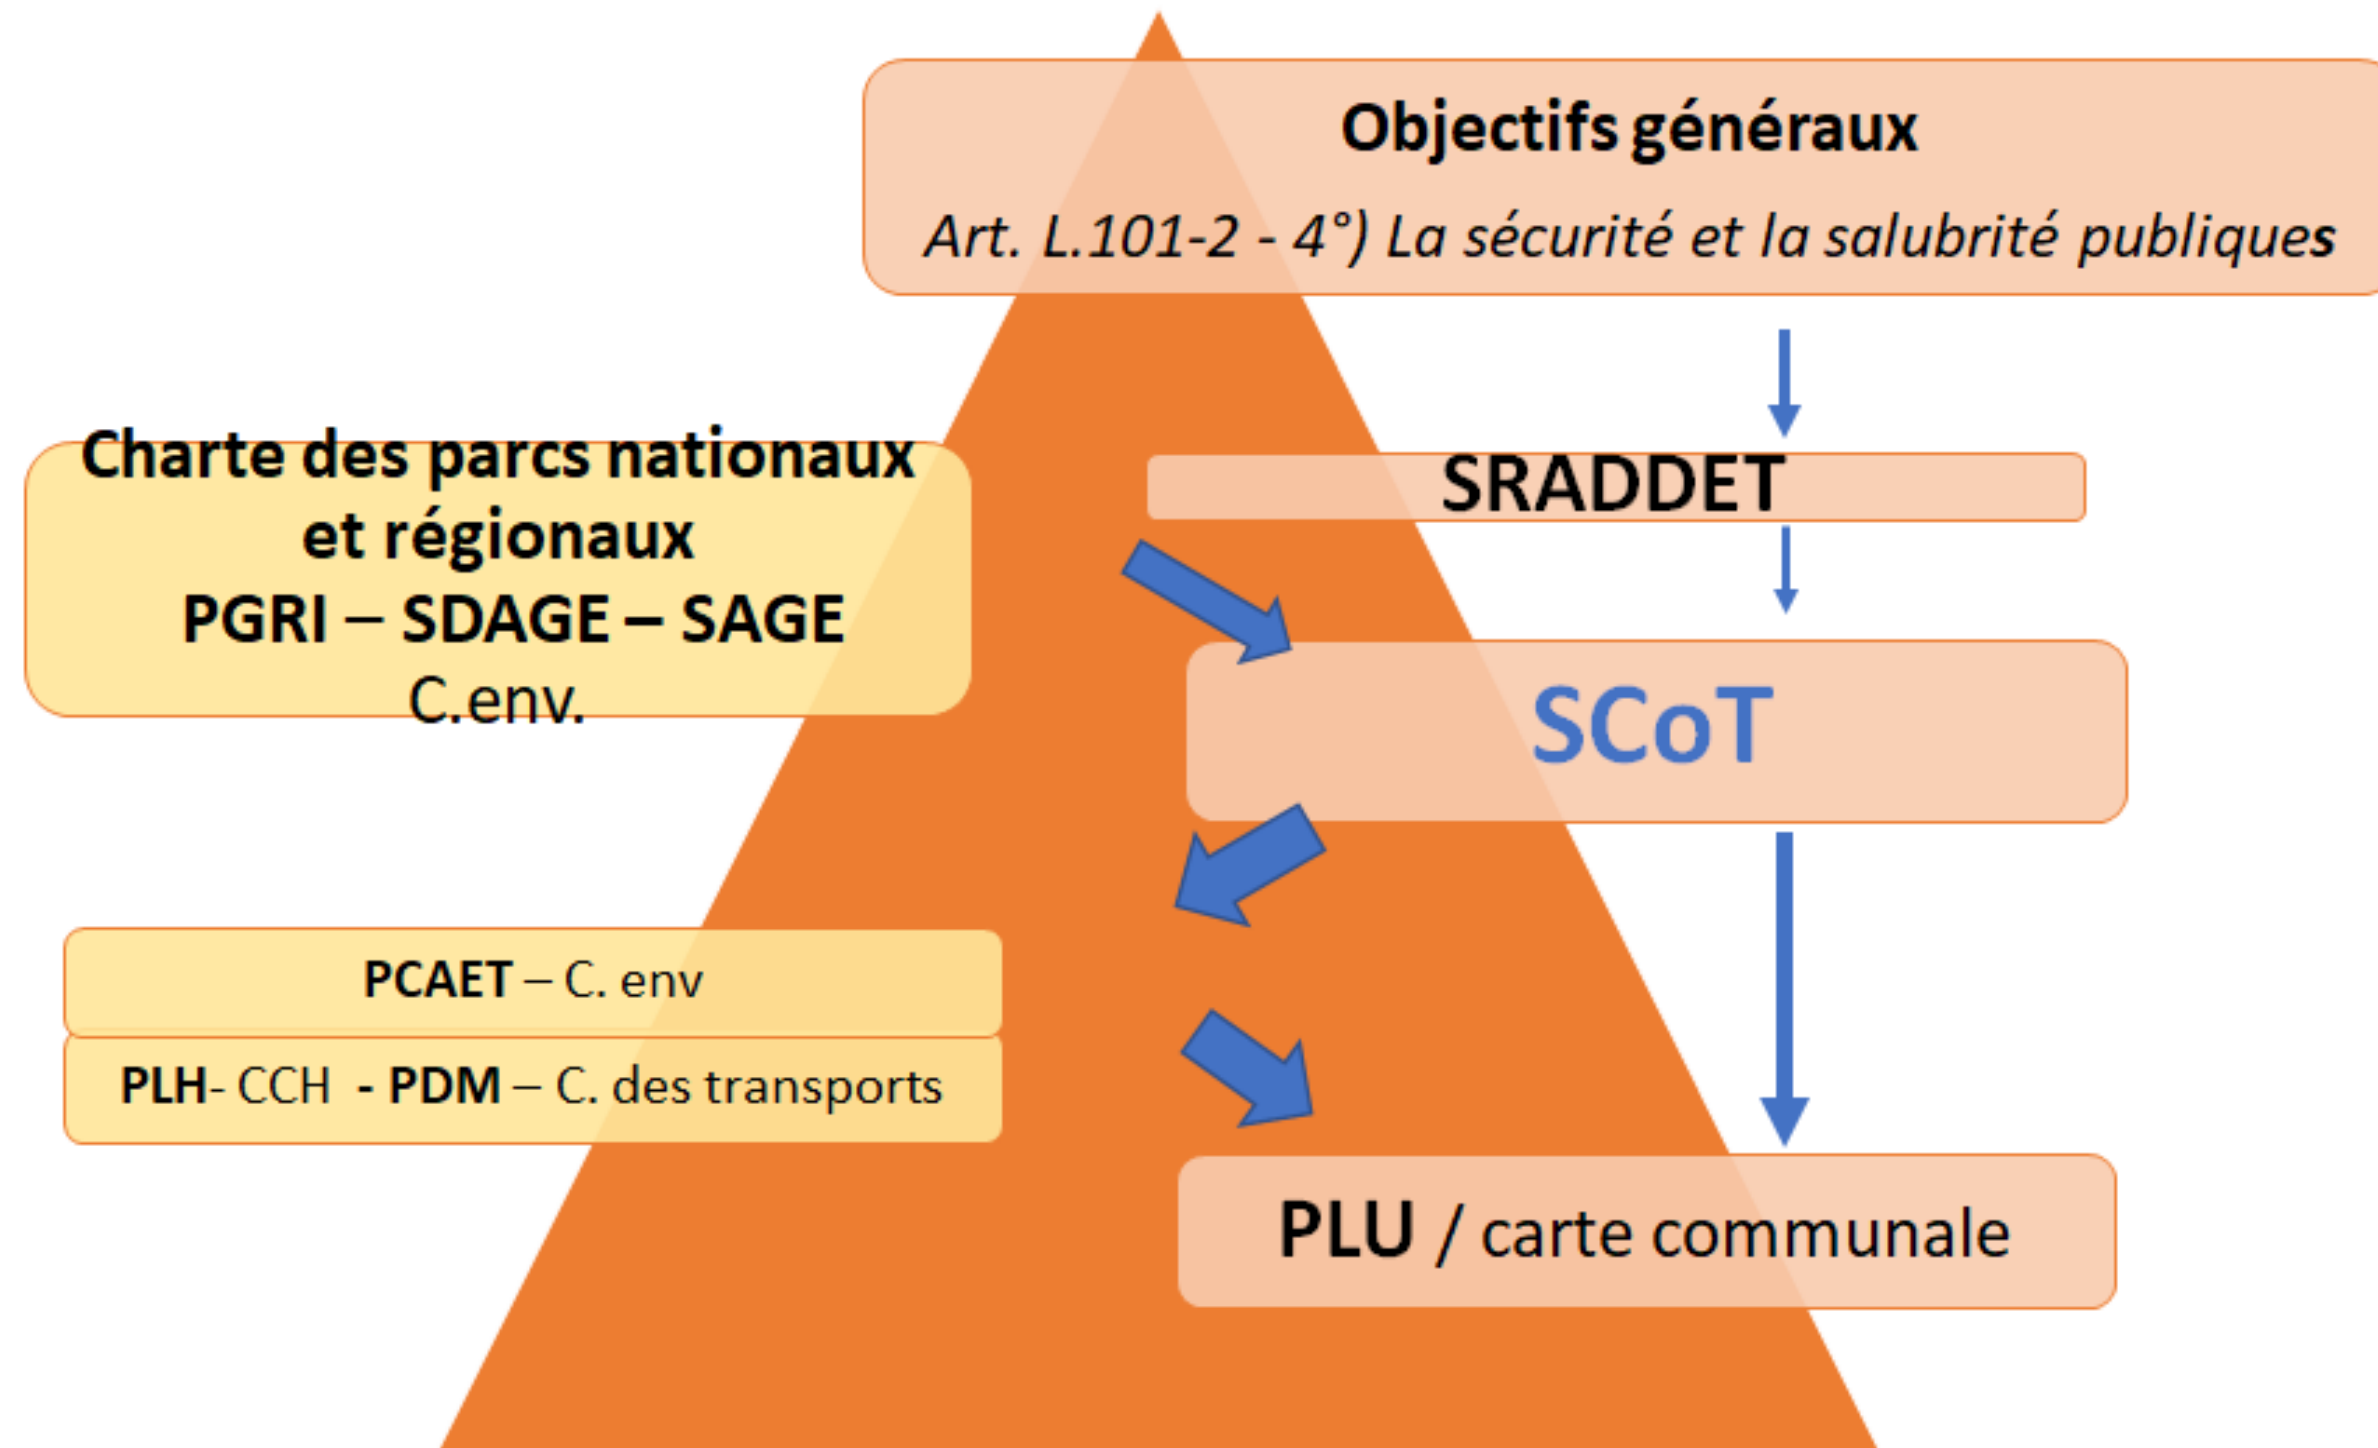 Objectifs généraux
Art. L.101-2 - 4°) La sécurité et la salubrité publiques
Charte des parcs nationaux
et régionaux
PGRI – SDAGE – SAGE
C.env.
SRADDET
SCoT
PCAET – C. env
PLH- CCH - PDM – C. des transports
PLU / carte communale